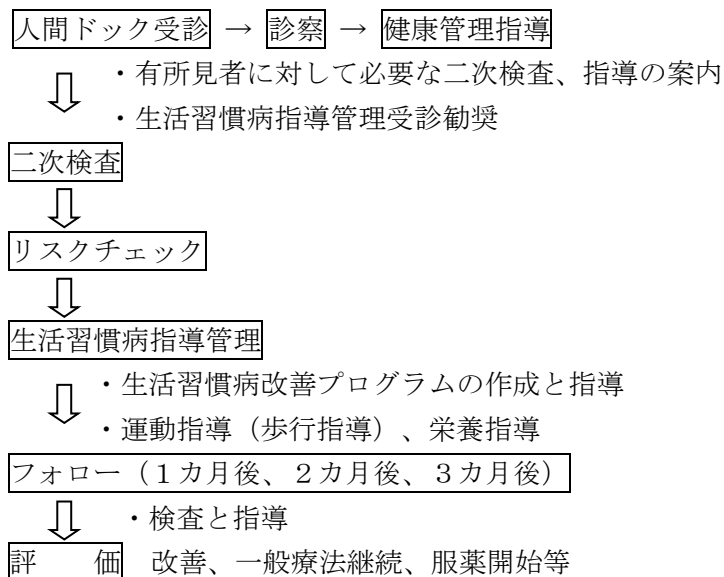 人間ドック受診 → 診察 → 健康管理指導
・有所見者に対して必要な二次検査、指導の案内
・生活習慣病指導管理受診勧奨
二次検査
リスクチェック
生活習慣病指導管理
・生活習慣病改善プログラムの作成と指導
・運動指導（歩行指導）、栄養指導
フォロー（１カ月後、２カ月後、３カ月後）
・検査と指導
評　　価　改善、一般療法継続、服薬開始等